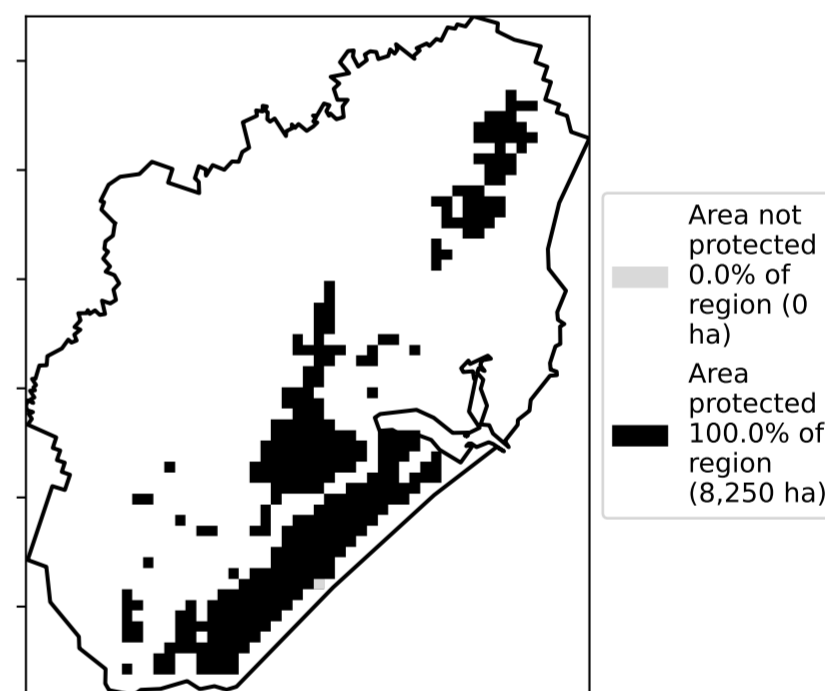 Area not
protected
0.0% of
region (0
ha)
Area
protected
100.0% of
region
(8,250 ha)